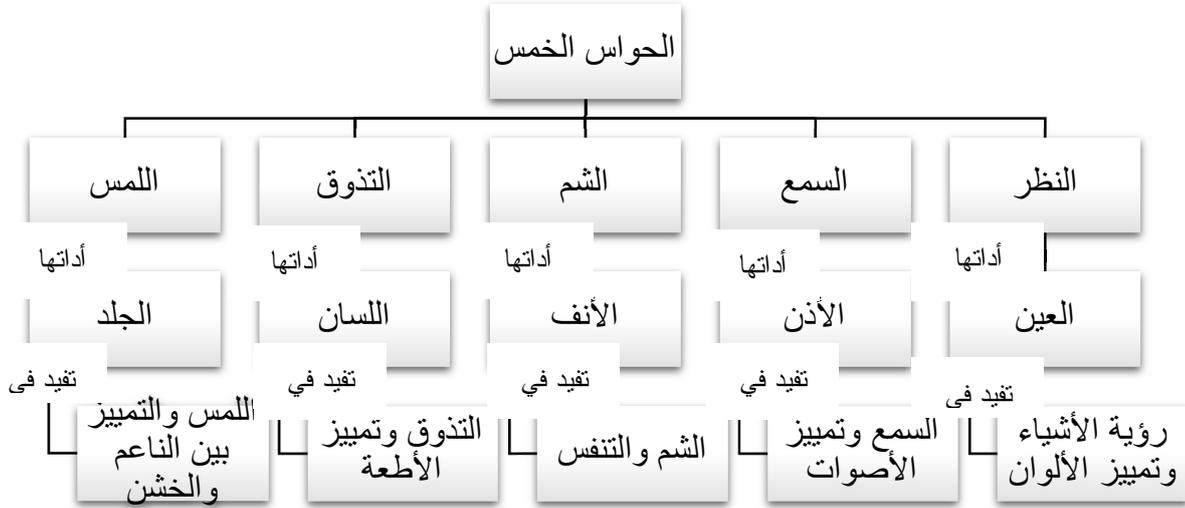 الحواس الخمس
النظر
السمع
الشم
التذوق
اللمس
أداتها
أداتها
أداتها
أداتها
أداتها
العين
الأذن
الأنف
اللسان
الجلد
تفيد في
تفيد في
تفيد في
تفيد في
تفيد في
رؤية الأشياء
وتمييز الألوان
السمع وتمييز
الأصوات
الشم والتنفس
التذوق وتمييز
الأطعة
اللمس والتمييز
بين الناعم
والخشن